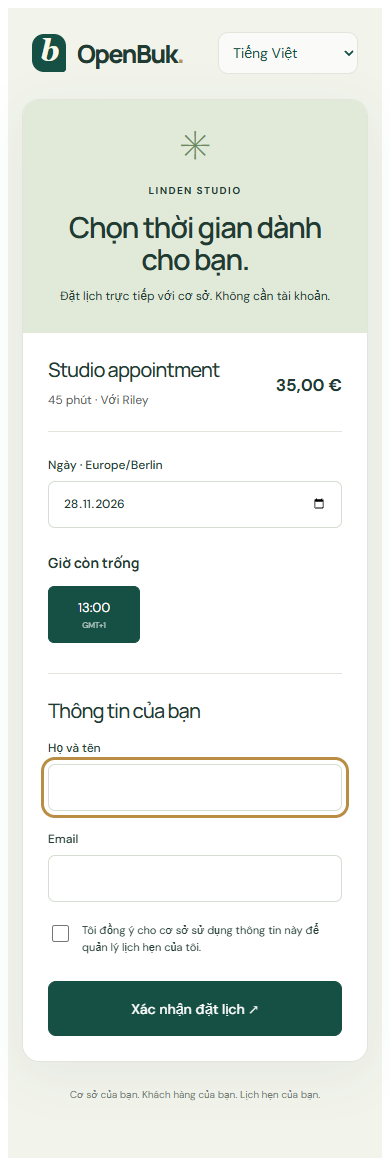 b OpenBuk.
Tiếng Việt
LINDEN STUDIO
Chọn thời gian dành
cho bạn.
Đặt lịch trực tiếp với cơ sở. Không cần tài khoản.
Studio appointment
35,00 €
45 phút · Với Riley
Ngày · Europe/Berlin
28.11.2026
Giờ còn trống
13:00
GMT+1
Thông tin của bạn
Họ và tên
Email
Tôi đồng ý cho cơ sở sử dụng thông tin này để
quản lý lịch hẹn của tôi.
Xác nhận đặt lịch ↗
Cơ sở của bạn. Khách hàng của bạn. Lịch hẹn của bạn.